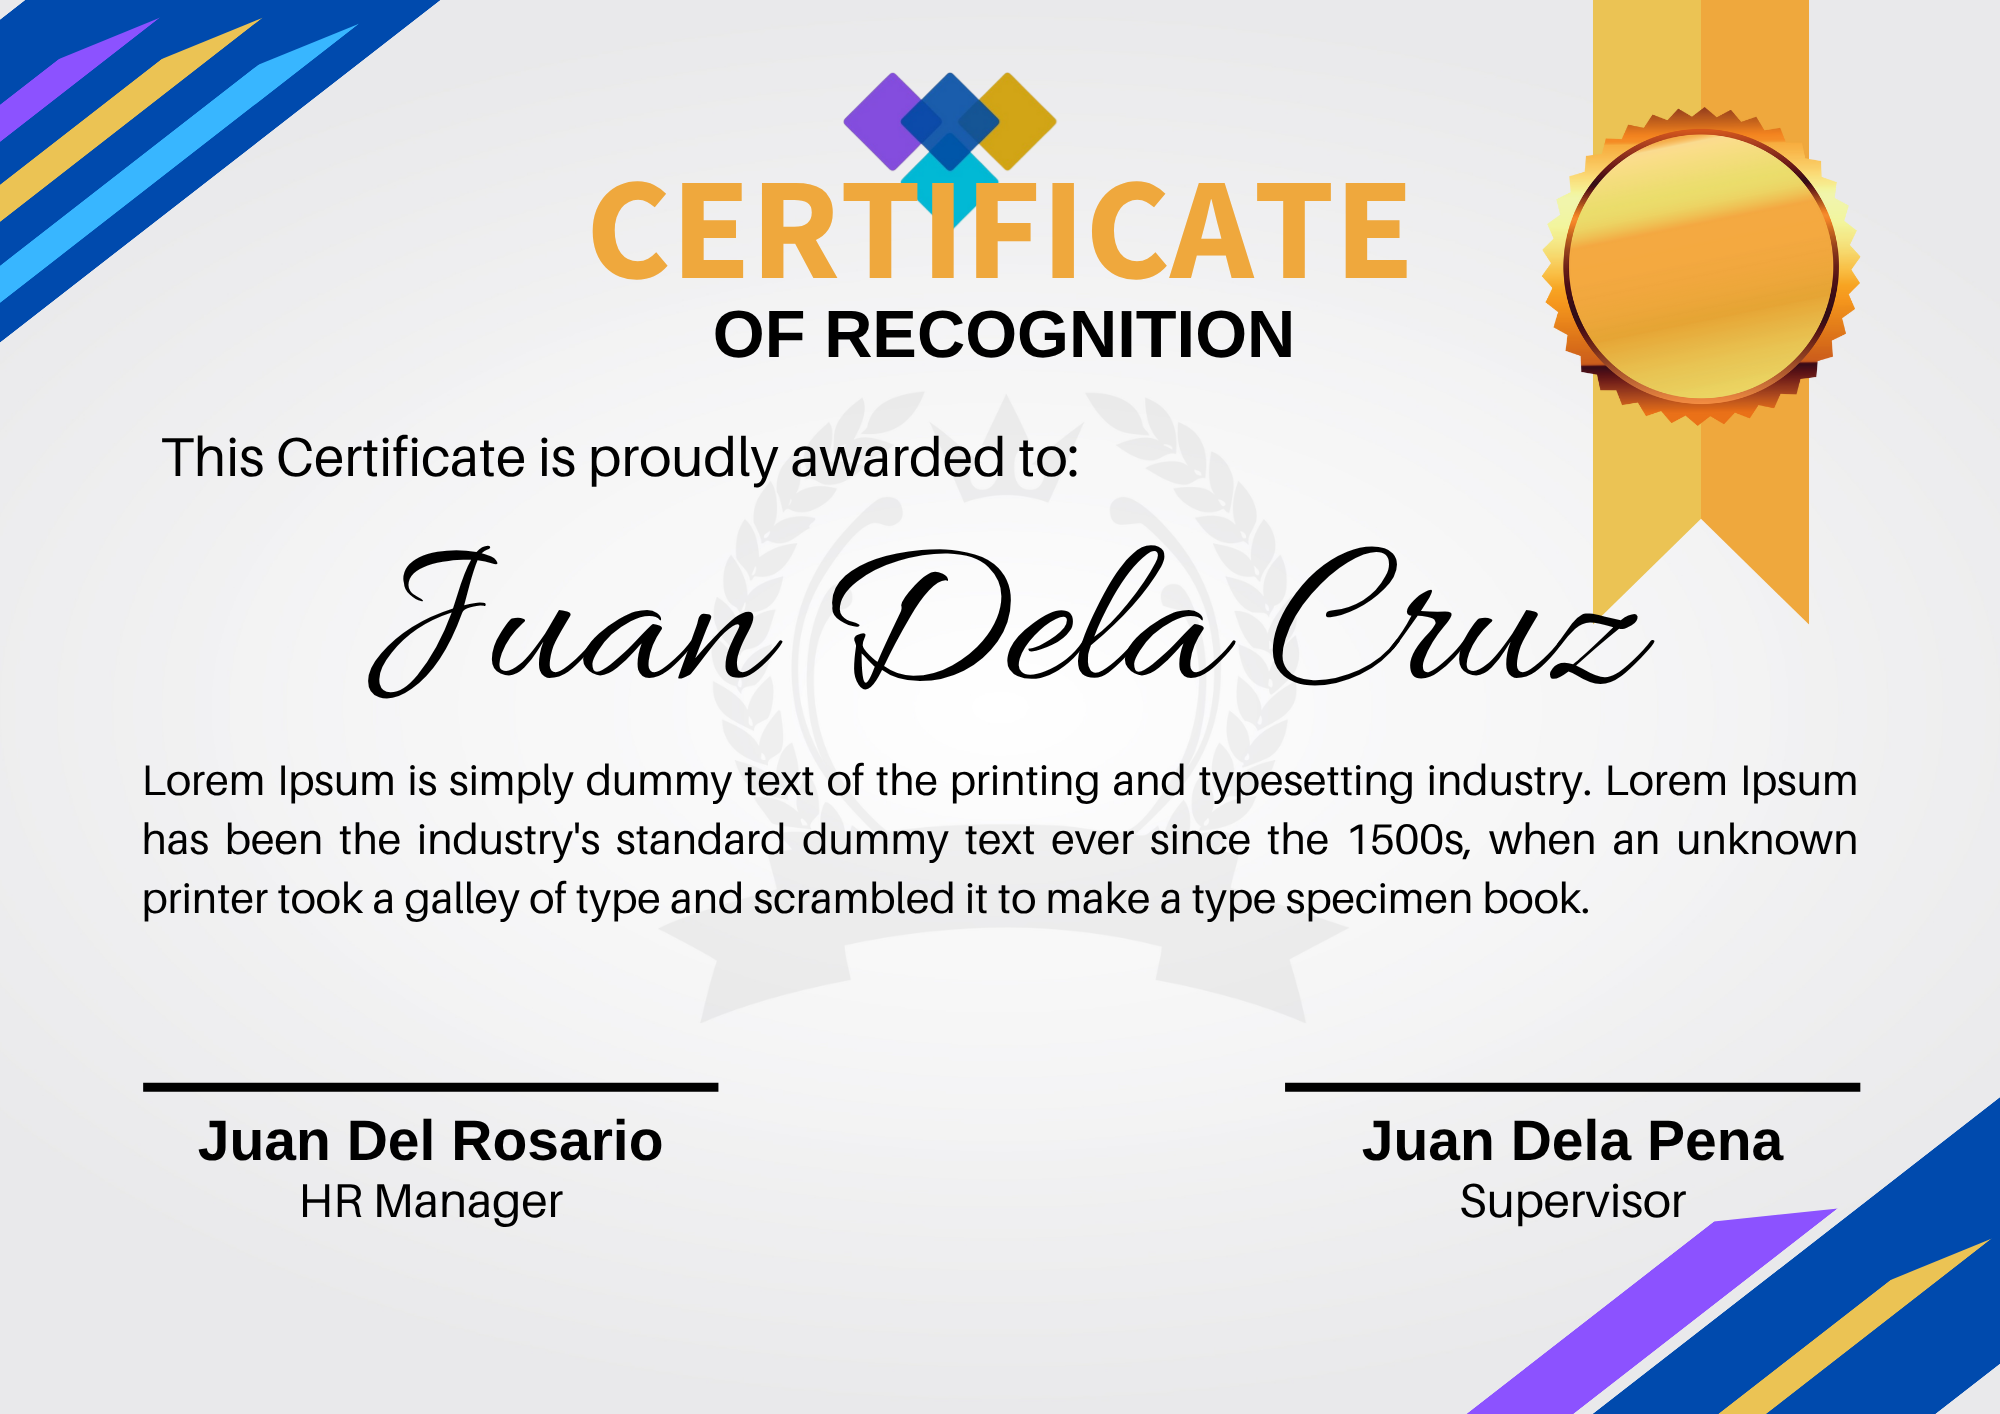 CERTIFICATE
OF RECOGNITION
This Certificate is proudly awarded to:
Juan Dela Cruz
Lorem Ipsum is simply dummy text of the printing and typesetting industry. Lorem Ipsum
has been the industry's standard dummy text ever since the 1500s, when an unknown
printer took a galley of type and scrambled it to make a type specimen book.
Juan Del Rosario
HR Manager
Juan Dela Pena
Supervisor